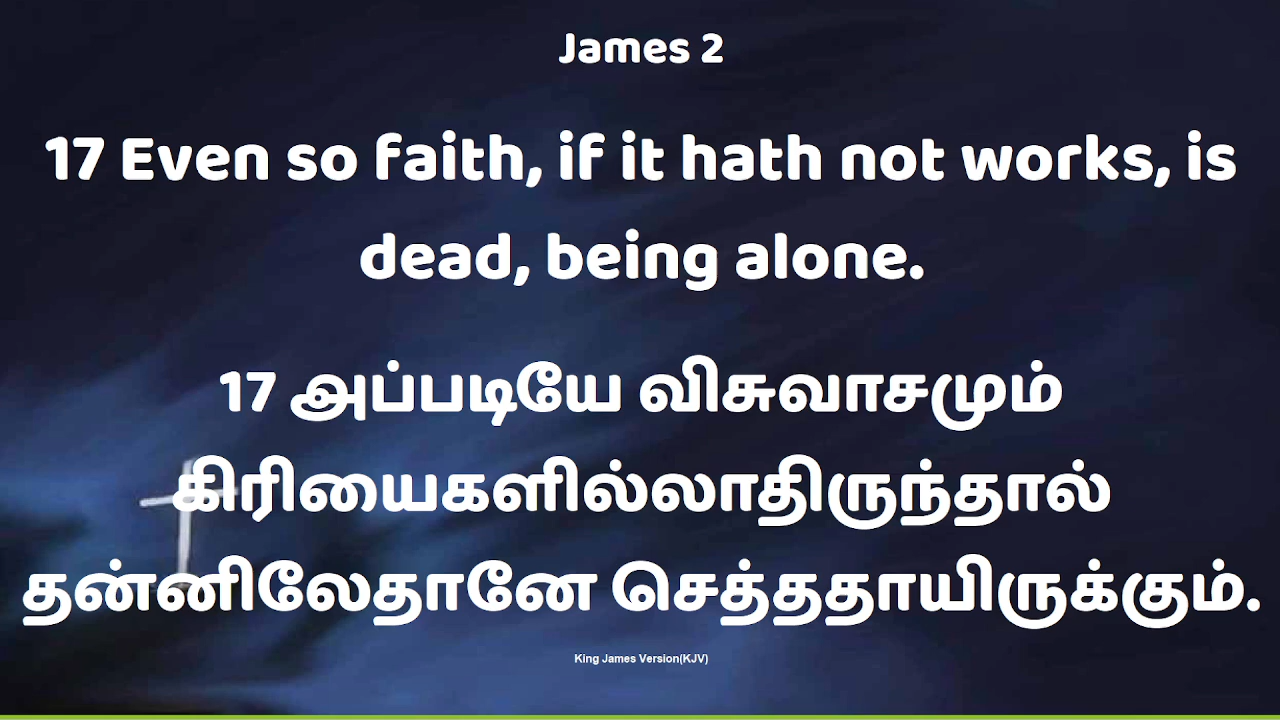 James 2
17 Even so faith, if it hath not works, is
dead, being alone.
17 அப்படியே விசுவாசமும்
கிரியைகளில்லாதிருந்தால்
தன்னிலேதானே செத்ததாயிருக்கும்.
King James Version(KJV)